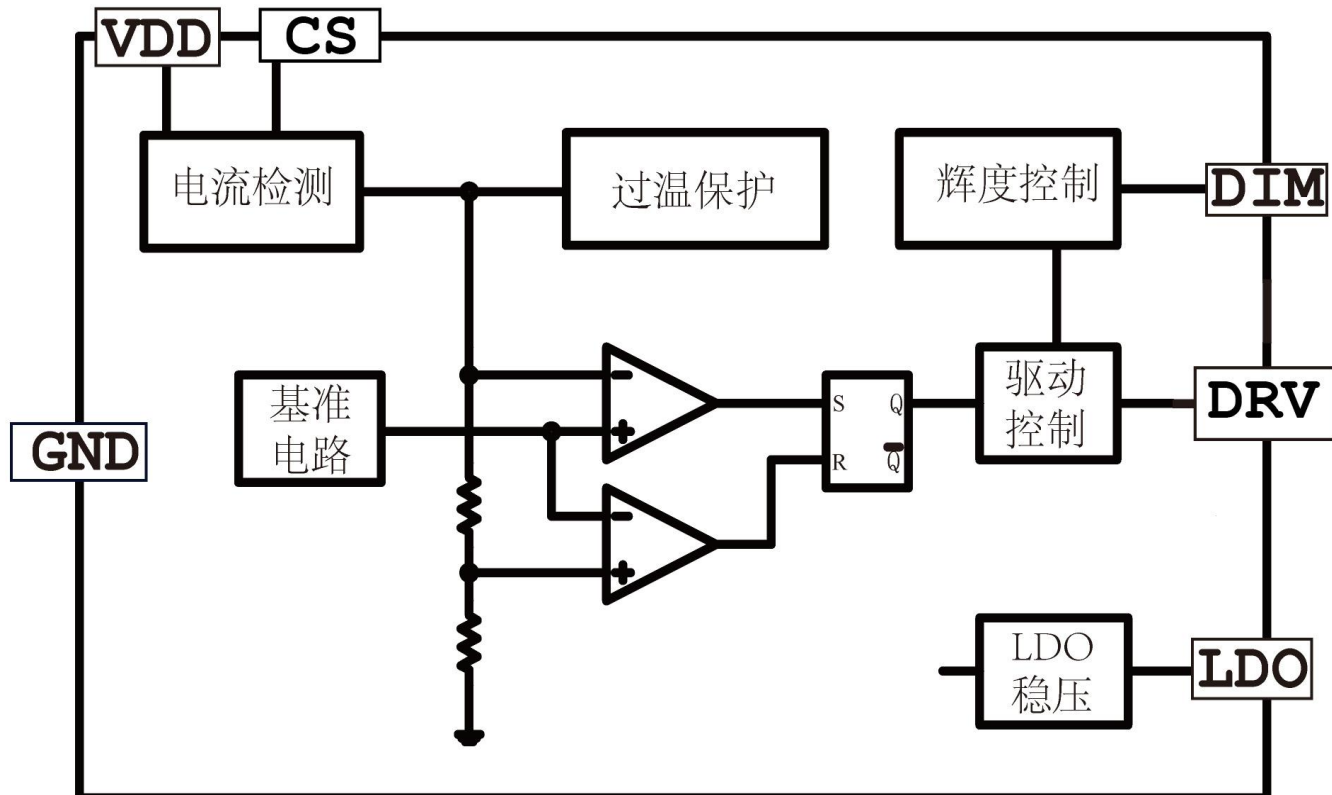 VDD
CS
电流检测
过温保护
辉度控制
DIM
基准
电路
-
+
-
+
S
Q
R
Q̅
驱动
控制
DRV
GND
LDO
稳压
LDO